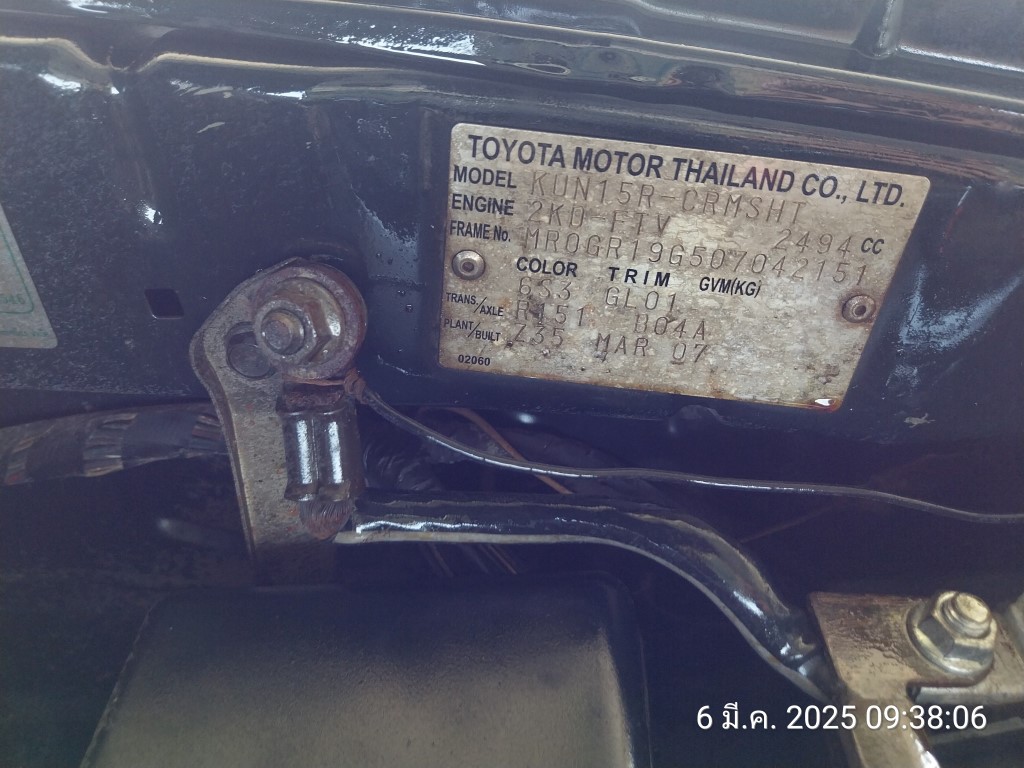 TOYOTA MOTOR THAILAND CO., LTD.
MODEL KUN15R-CRMSHT
ENGINE 2KD-FTV 2494 CC
FRAME No. MR0GR19G507042151
COLOR TRIM GVM(KG)
6S3 GL01
TRANS/AXLE R151 B04A
PLANT/BUILT Z35 MAR 07
02060
6 มี.ค. 2025 09:38:06